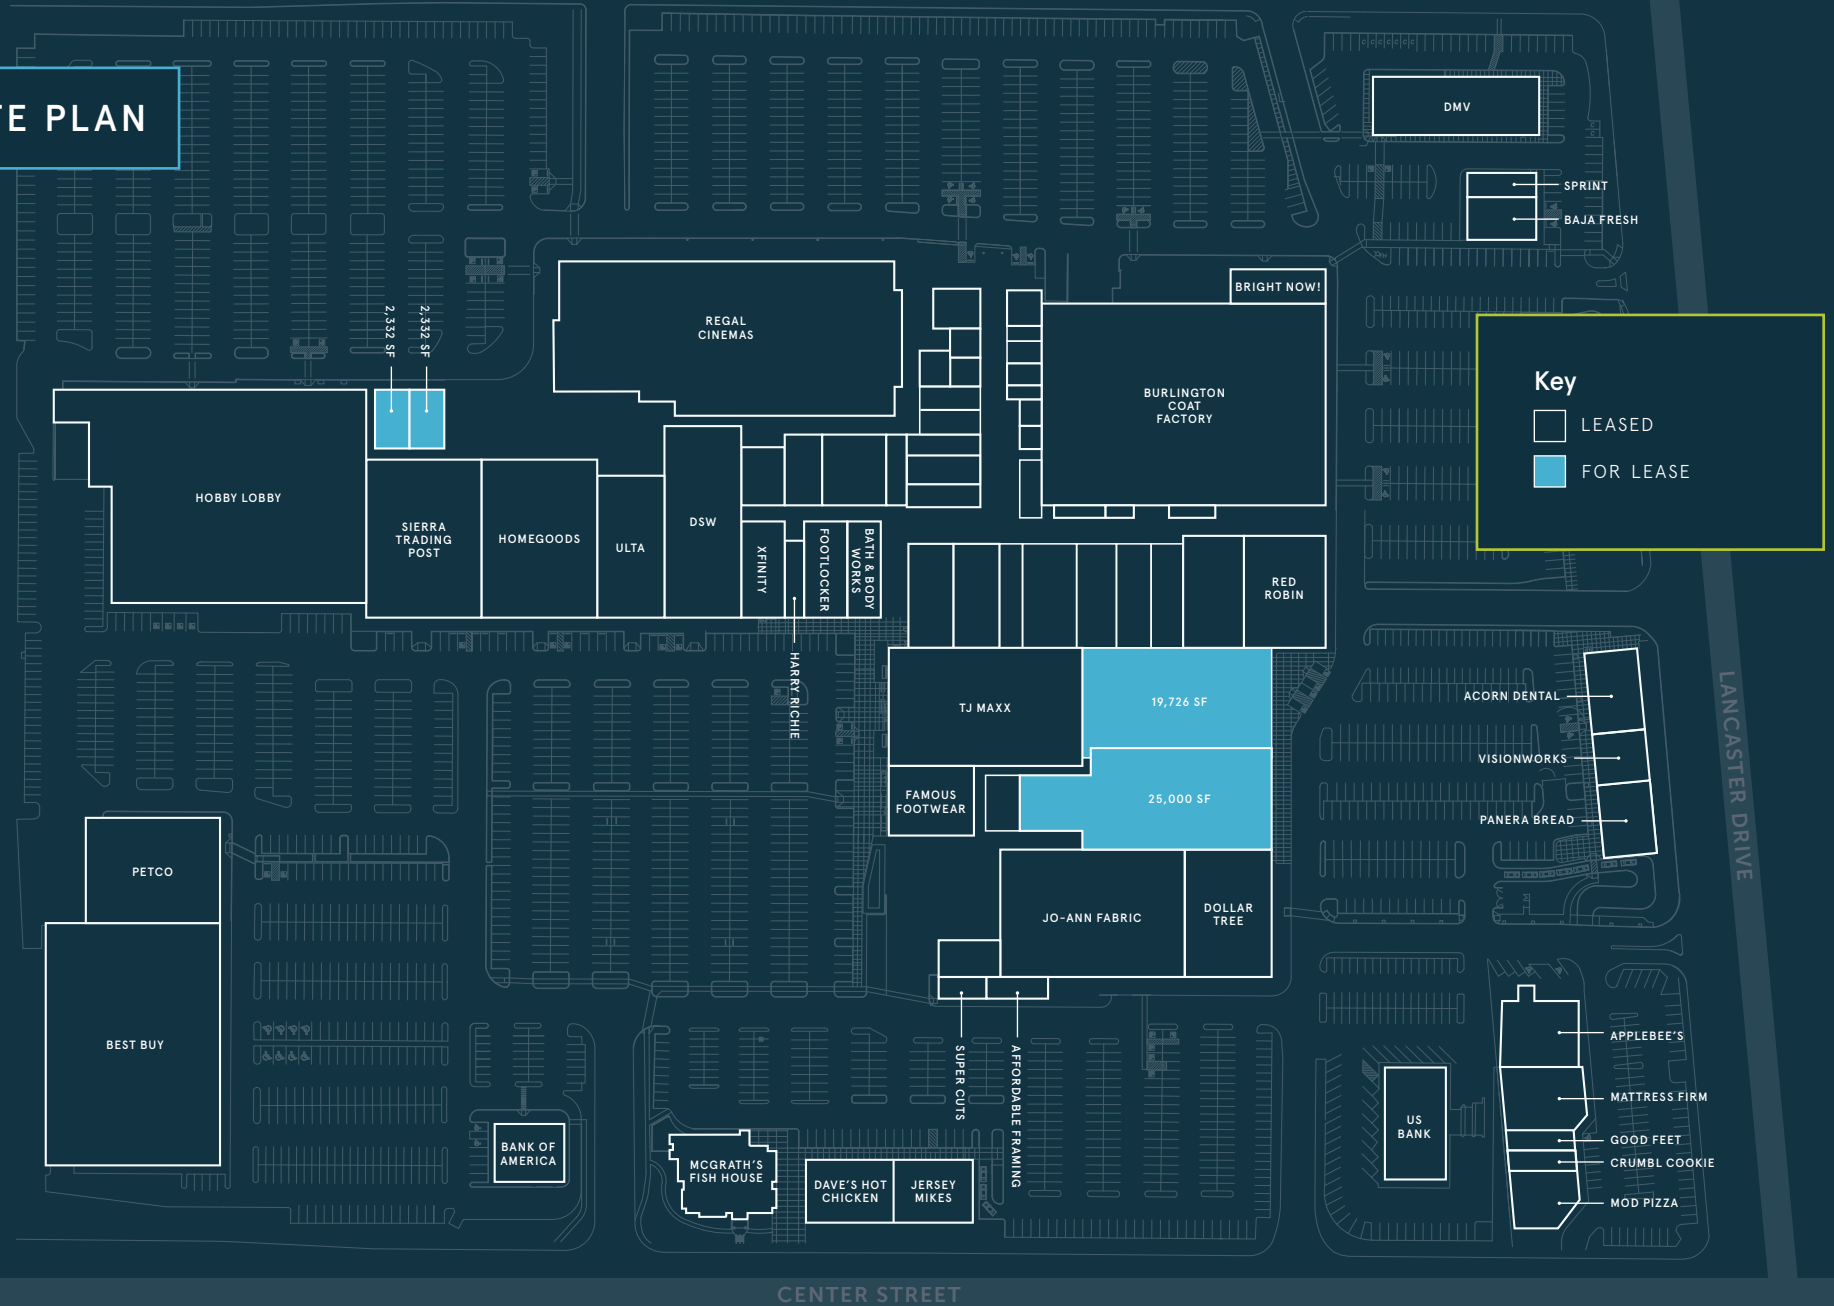 TE PLAN
DMV
SPRINT
BAJA FRESH
BRIGHT NOW!
2,332 SF
2,332 SF
REGAL
CINEMAS
BURLINGTON
COAT
FACTORY
Key
LEASED
FOR LEASE
HOBBY LOBBY
SIERRA
TRADING
POST
HOMEGOODS
ULTA
DSW
XFINITY
HARRY RICHIE
FOOTLOCKER
BATH & BODY
WORKS
RED
ROBIN
TJ MAXX
19,726 SF
FAMOUS
FOOTWEAR
25,000 SF
ACORN DENTAL
VISIONWORKS
PANERA BREAD
LANCASTER DRIVE
PETCO
JO-ANN FABRIC
DOLLAR
TREE
BEST BUY
SUPER CUTS
AFFORDABLE FRAMING
APPLEBEE'S
MATTRESS FIRM
GOOD FEET
CRUMBL COOKIE
MOD PIZZA
US
BANK
BANK OF
AMERICA
MCGRATH'S
FISH HOUSE
DAVE'S HOT
CHICKEN
JERSEY
MIKES
CENTER STREET